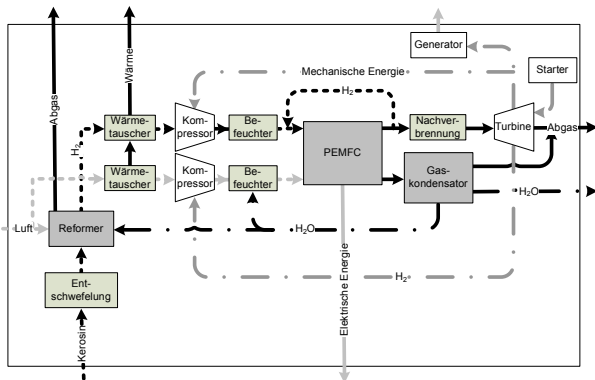 Generator
Starter
Abgas
Wärme
Mechanische Energie
H2
H2
Wärme-
tauscher
Kom-
pressor
Be-
feuchter
PEMFC
Nachver-
brennung
Turbine
Abgas
Wärme-
tauscher
Kom-
pressor
Be-
feuchter
Gas-
kondensator
H2O
Luft
Reformer
H2O
Elektrische Energie
H2
Ent-
schwefelung
Kerosin